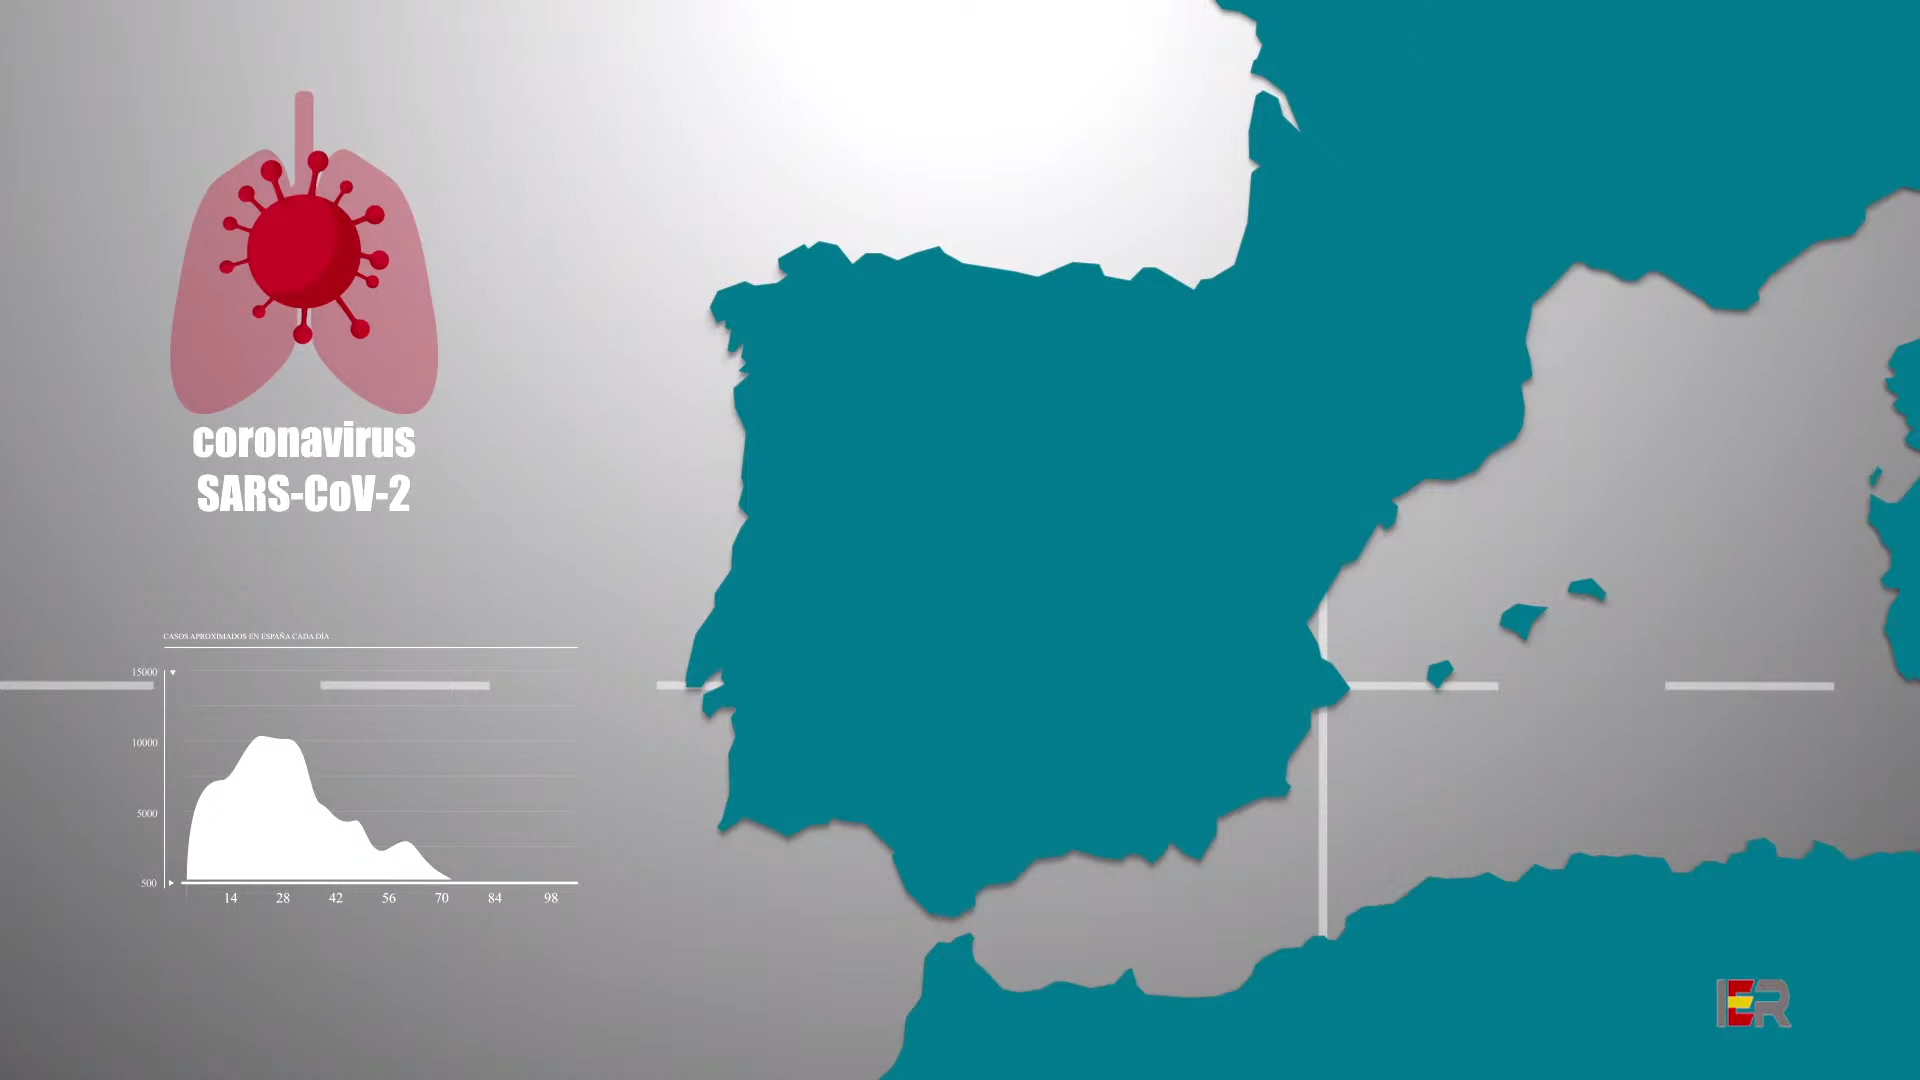 coronavirus
SARS-CoV-2
CASOS APROXIMADOS EN ESPAÑA CADA DÍA
15000
10000
5000
500
14 28 42 56 70 84 98
IER